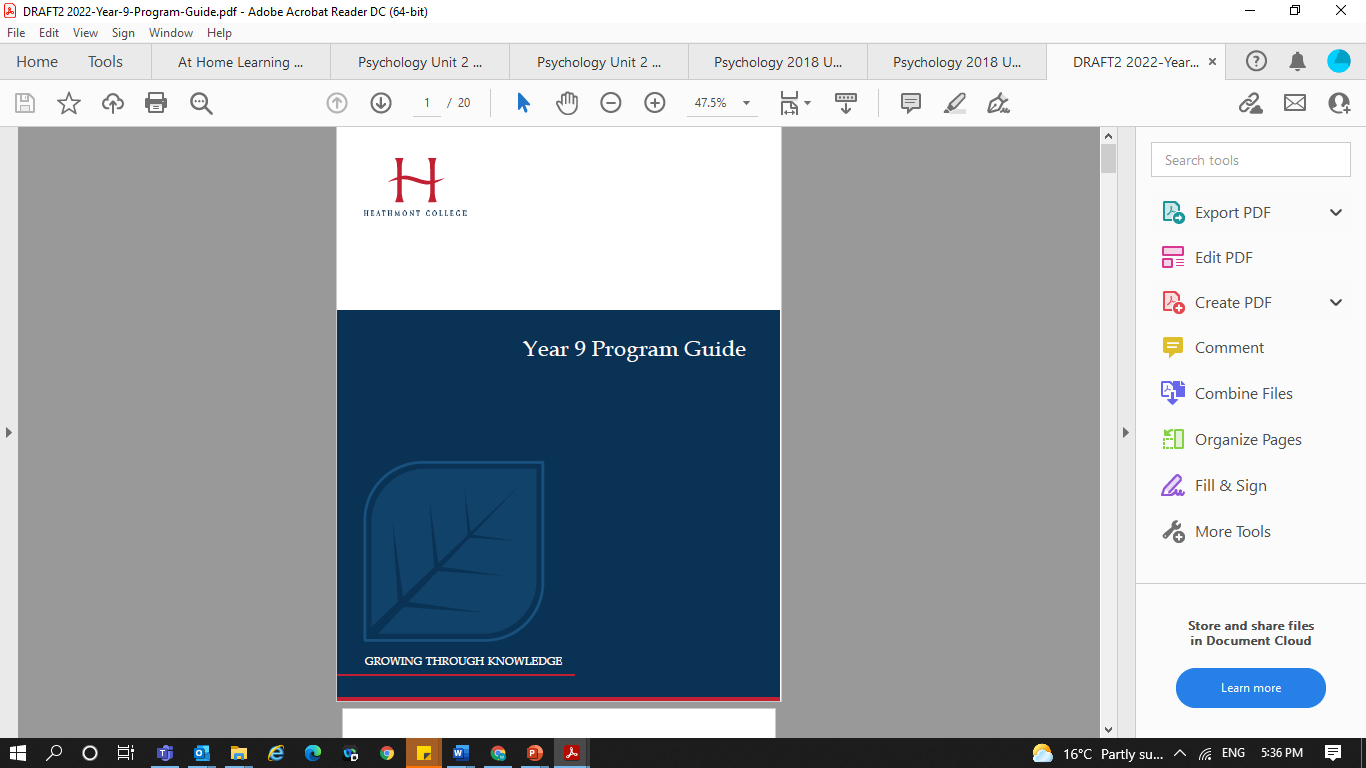 DRAFT2 2022-Year-9-Program-Guide.pdf - Adobe Acrobat Reader DC (64-bit)
File Edit View Sign Window Help
Home Tools At Home Learning ... Psychology Unit 2 ... Psychology Unit 2 ... Psychology 2018 U... Psychology 2018 U... DRAFT2 2022-Year...
1 / 20 47.5%
HEATHMONT COLLEGE
Year 9 Program Guide
GROWING THROUGH KNOWLEDGE
Search tools
Export PDF
Edit PDF
Create PDF
Comment
Combine Files
Organize Pages
Fill & Sign
More Tools
Store and share files
in Document Cloud
Learn more
16°C Partly su... ENG 5:36 PM